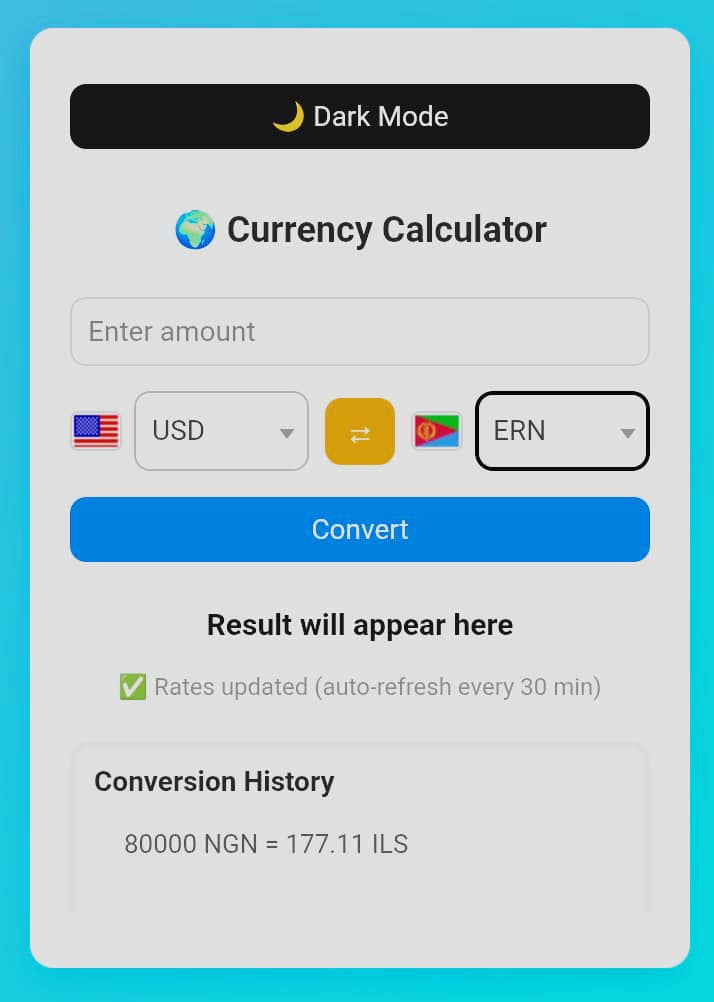 🌙 Dark Mode
🌍 Currency Calculator
Enter amount
USD ⇄ ERN
Convert
Result will appear here
✅ Rates updated (auto-refresh every 30 min)
Conversion History
80000 NGN = 177.11 ILS